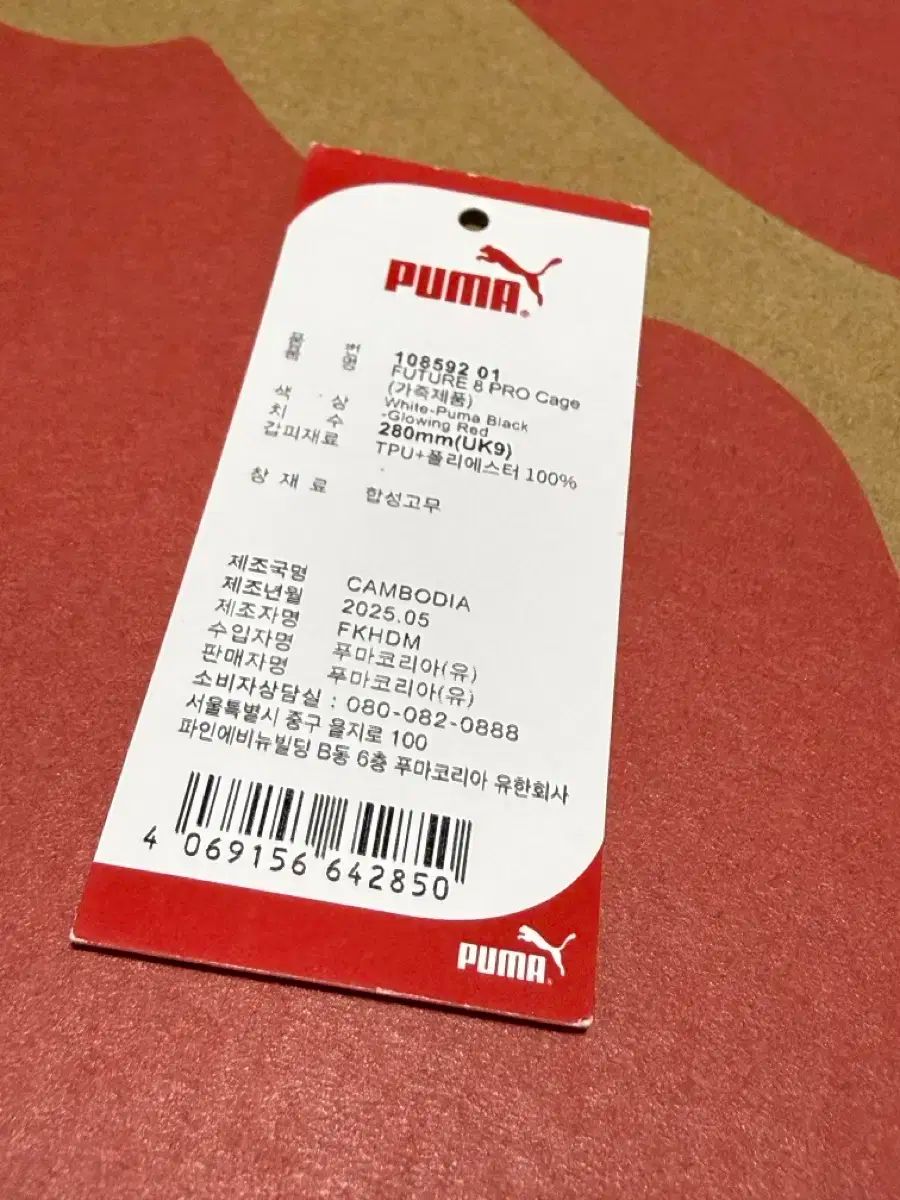 PUMA
품 번 108592 01
품 명 FUTURE 8 PRO Cage
(가죽제품)
색 상 White-Puma Black
-Glowing Red
치 수 280mm(UK9)
갑피재료 TPU+폴리에스터 100%
창 재 료 합성고무
제조국명 CAMBODIA
제조년월 2025.05
제조자명 FKHDM
수입자명 푸마코리아(유)
판매자명 푸마코리아(유)
소비자상담실 : 080-082-0888
서울특별시 중구 을지로 100
파인에비뉴빌딩 B동 6층 푸마코리아 유한회사
4 069156 642850
PUMA